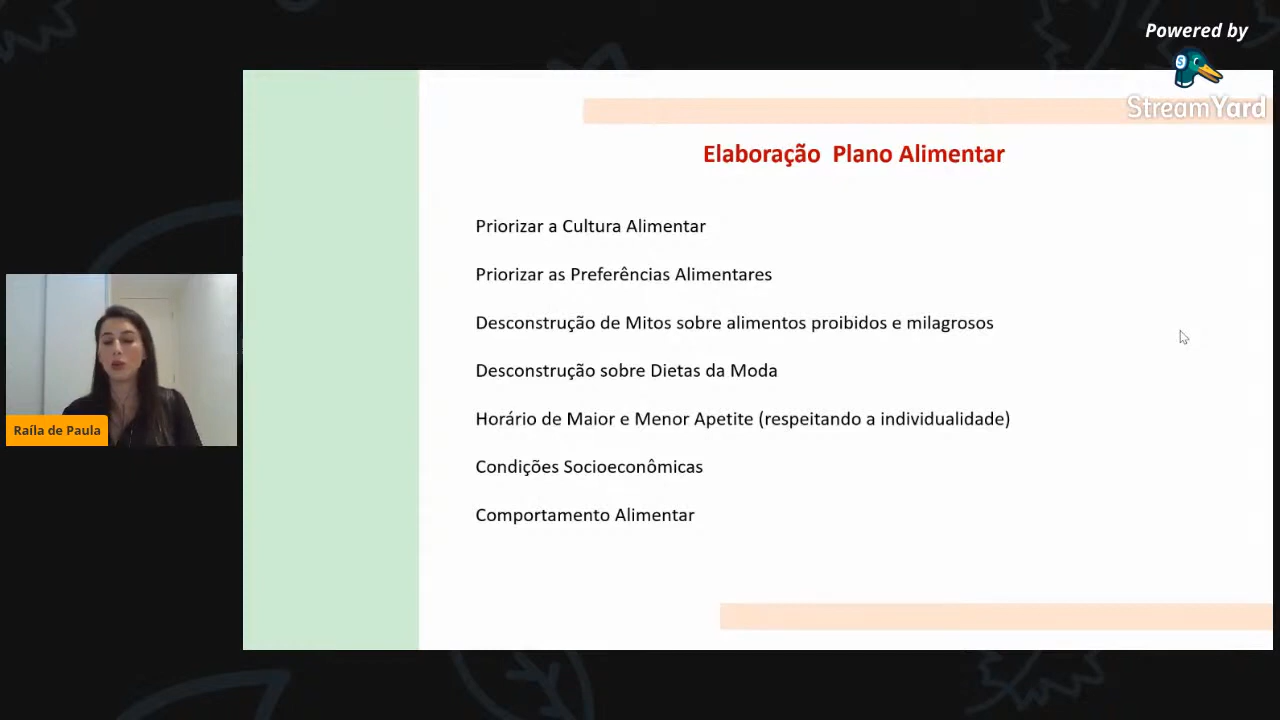 Powered by
StreamYard
Elaboração Plano Alimentar
Priorizar a Cultura Alimentar
Priorizar as Preferências Alimentares
Desconstrução de Mitos sobre alimentos proibidos e milagrosos
Desconstrução sobre Dietas da Moda
Horário de Maior e Menor Apetite (respeitando a individualidade)
Condições Socioeconômicas
Comportamento Alimentar
Raíla de Paula